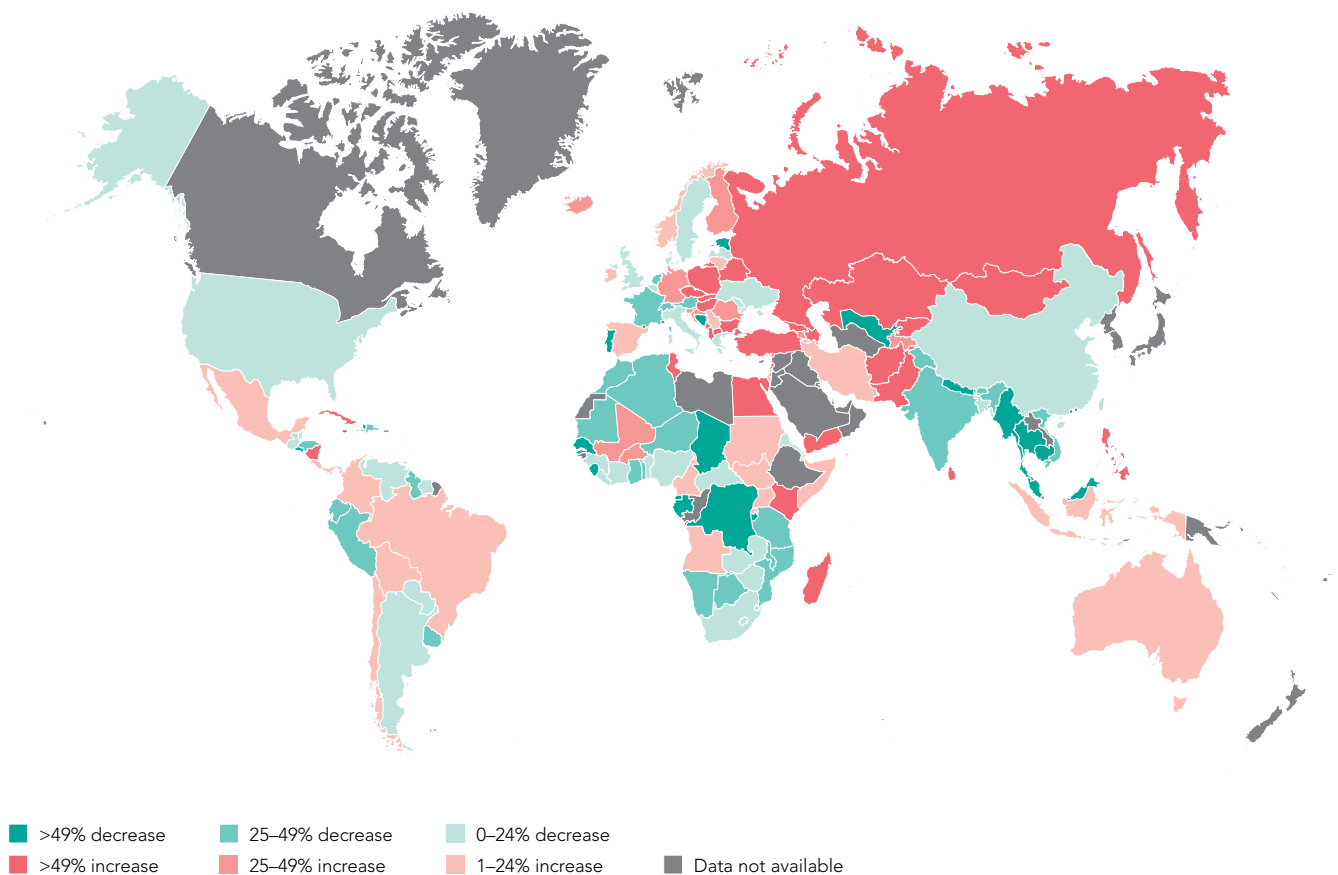 >49% decrease 25–49% decrease 0–24% decrease
>49% increase 25–49% increase 1–24% increase Data not available